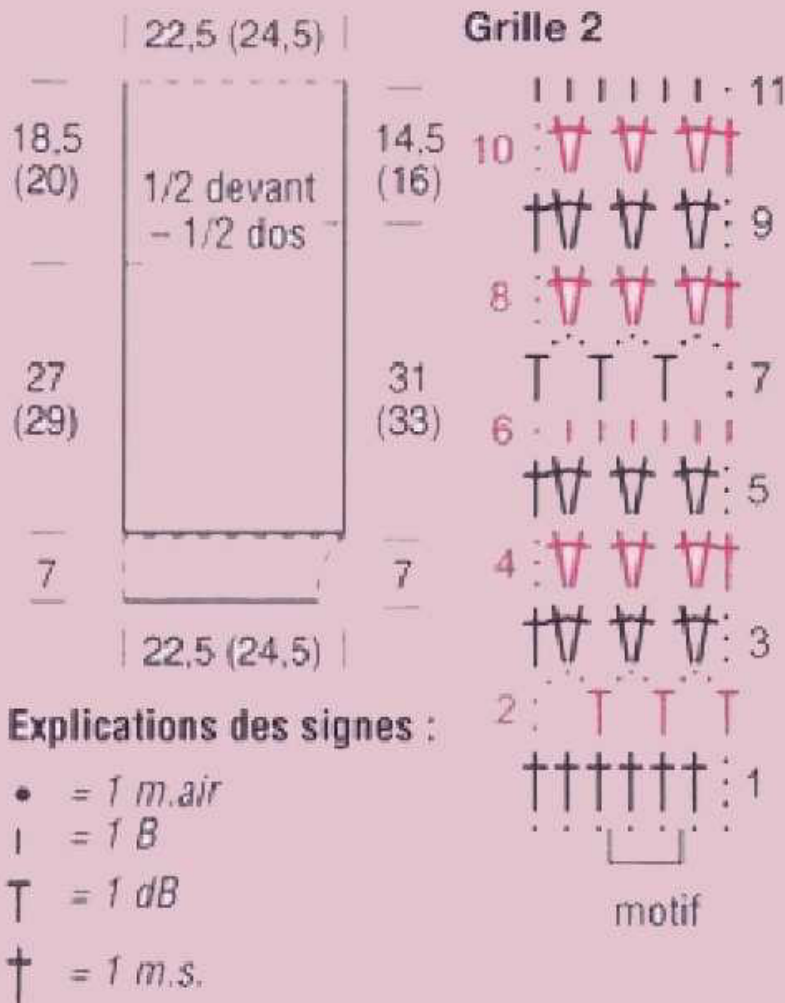 22,5 (24,5)
18,5
(20)
14,5
(16)
1/2 devant
– 1/2 dos
27
(29)
31
(33)
7
7
22,5 (24,5)
Explications des signes :
• = 1 m.air
= 1 B
= 1 dB
= 1 m.s.
Grille 2
11
10
9
8
7
6
5
4
3
2
1
motif